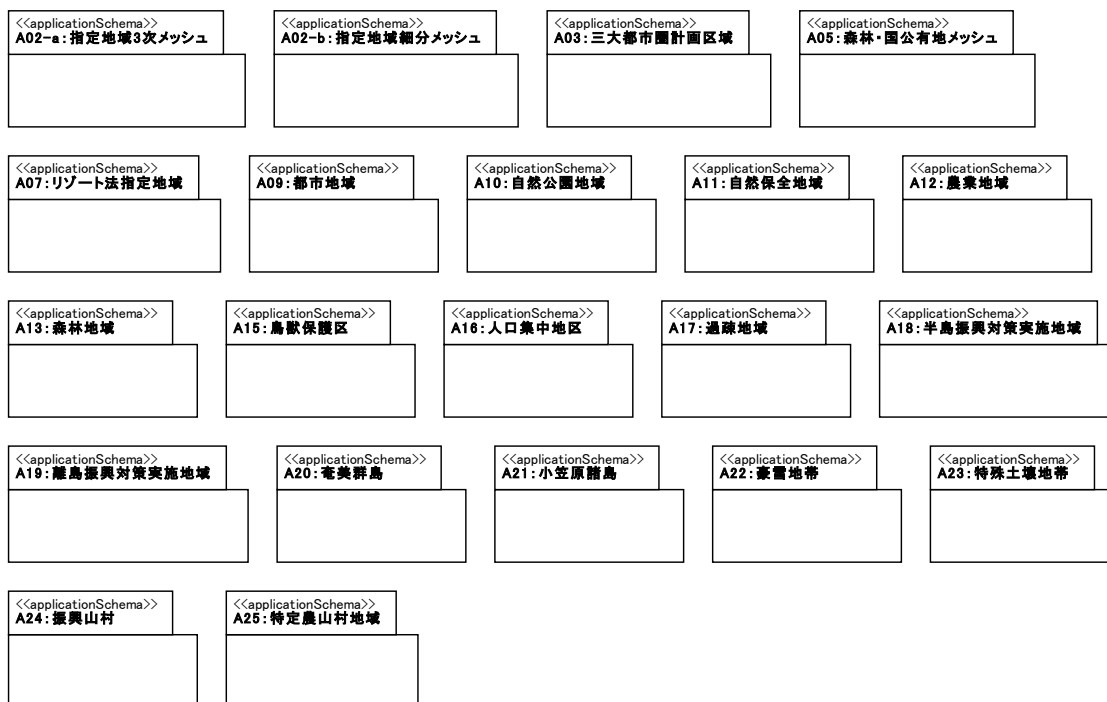 <<applicationSchema>>
A02-a:指定地域3次メッシュ
<<applicationSchema>>
A02-b:指定地域細分メッシュ
<<applicationSchema>>
A03:三大都市圏計画区域
<<applicationSchema>>
A05:森林・国公有地メッシュ
<<applicationSchema>>
A07:リゾート法指定地域
<<applicationSchema>>
A09:都市地域
<<applicationSchema>>
A10:自然公園地域
<<applicationSchema>>
A11:自然保全地域
<<applicationSchema>>
A12:農業地域
<<applicationSchema>>
A13:森林地域
<<applicationSchema>>
A15:鳥獣保護区
<<applicationSchema>>
A16:人口集中地区
<<applicationSchema>>
A17:過疎地域
<<applicationSchema>>
A18:半島振興対策実施地域
<<applicationSchema>>
A19:離島振興対策実施地域
<<applicationSchema>>
A20:奄美群島
<<applicationSchema>>
A21:小笠原諸島
<<applicationSchema>>
A22:豪雪地帯
<<applicationSchema>>
A23:特殊土壌地帯
<<applicationSchema>>
A24:振興山村
<<applicationSchema>>
A25:特定農山村地域